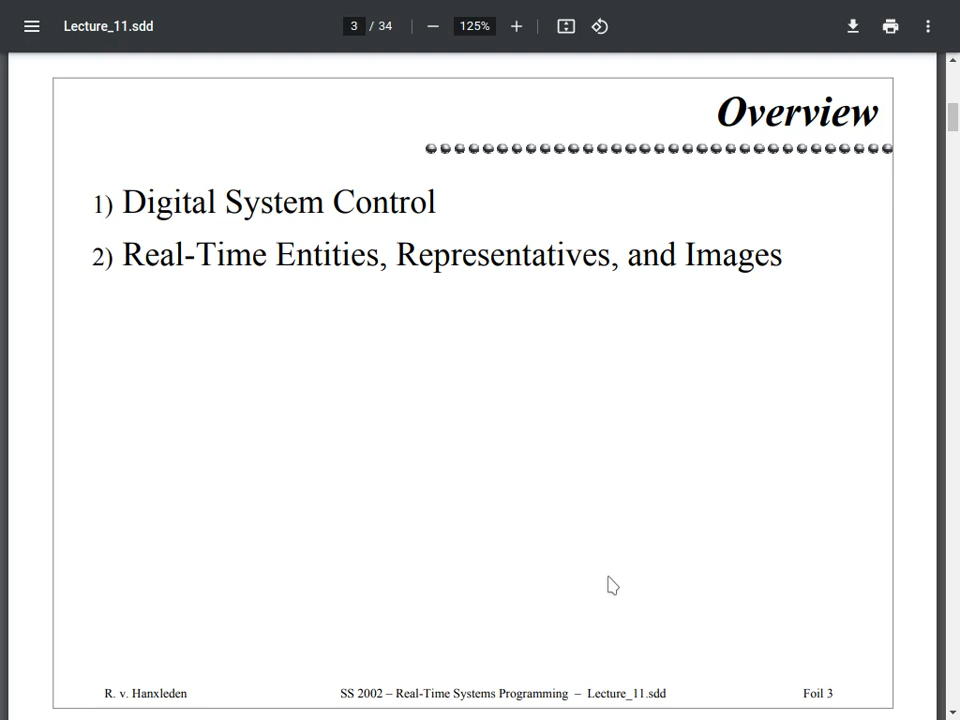 Lecture_11.sdd
3 / 34
125%
Overview
1) Digital System Control
2) Real-Time Entities, Representatives, and Images
R. v. Hanxleden
SS 2002 – Real-Time Systems Programming – Lecture_11.sdd
Foil 3